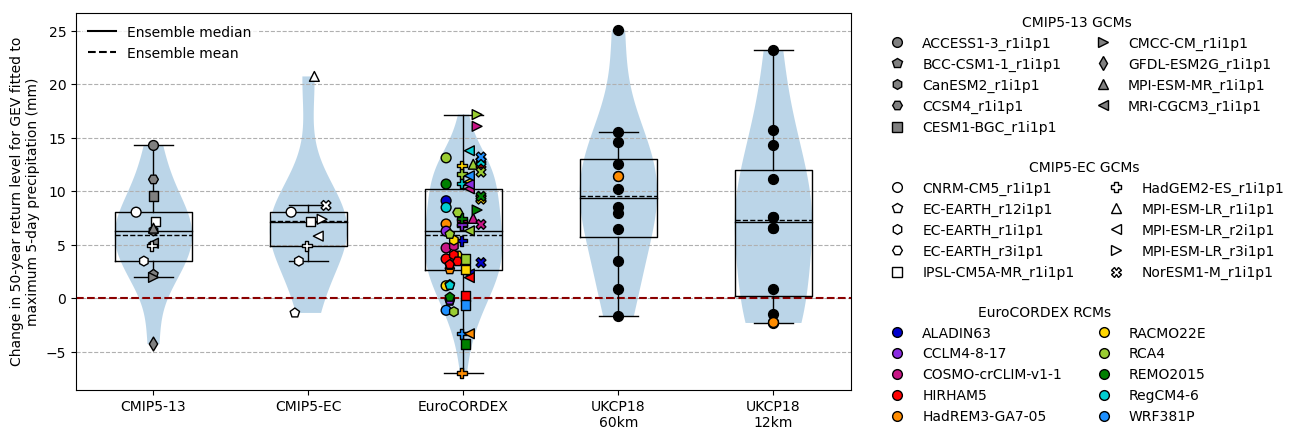 Change in 50-year return level for GEV fitted to
maximum 5-day precipitation (mm)
25
20
15
10
5
0
−5
Ensemble median
Ensemble mean
CMIP5-13
CMIP5-EC
EuroCORDEX
UKCP18
60km
UKCP18
12km
CMIP5-13 GCMs
ACCESS1-3_r1i1p1
BCC-CSM1-1_r1i1p1
CanESM2_r1i1p1
CCSM4_r1i1p1
CESM1-BGC_r1i1p1
CMCC-CM_r1i1p1
GFDL-ESM2G_r1i1p1
MPI-ESM-MR_r1i1p1
MRI-CGCM3_r1i1p1
CMIP5-EC GCMs
CNRM-CM5_r1i1p1
EC-EARTH_r12i1p1
EC-EARTH_r1i1p1
EC-EARTH_r3i1p1
IPSL-CM5A-MR_r1i1p1
HadGEM2-ES_r1i1p1
MPI-ESM-LR_r1i1p1
MPI-ESM-LR_r2i1p1
MPI-ESM-LR_r3i1p1
NorESM1-M_r1i1p1
EuroCORDEX RCMs
ALADIN63
CCLM4-8-17
COSMO-crCLIM-v1-1
HIRHAM5
HadREM3-GA7-05
RACMO22E
RCA4
REMO2015
RegCM4-6
WRF381P